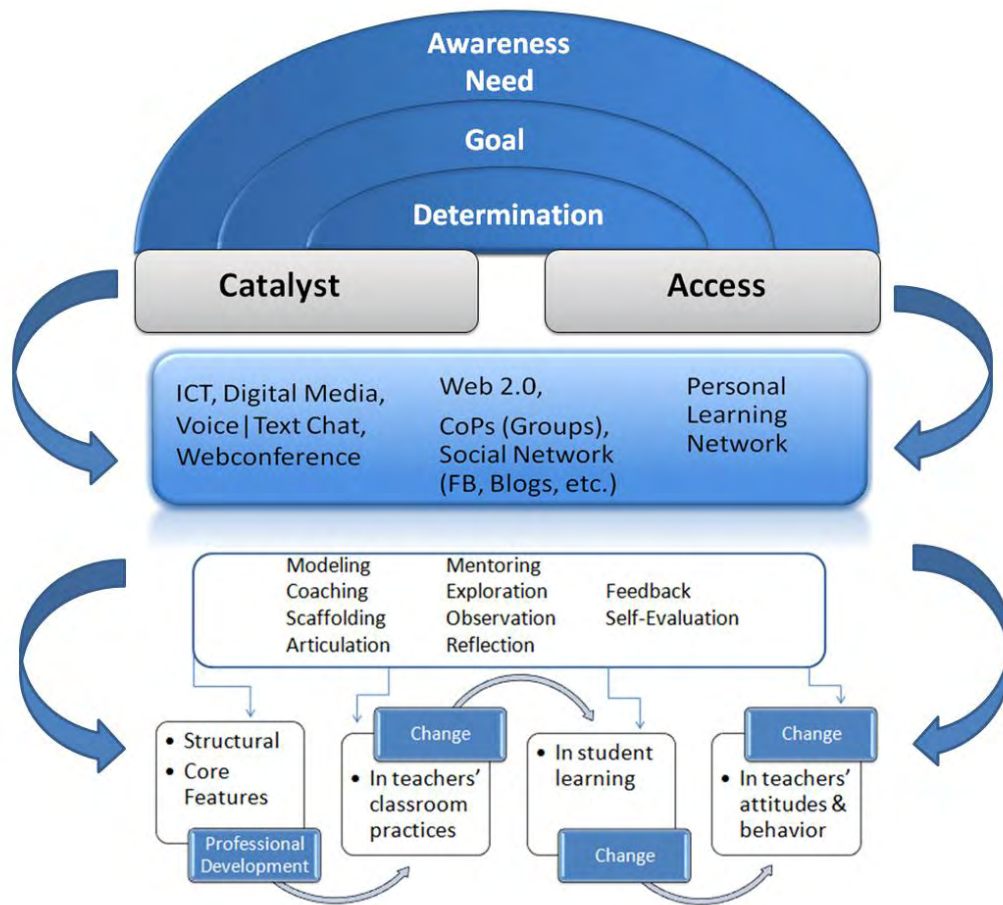 Awareness
Need
Goal
Determination
Catalyst
Access
ICT, Digital Media,
Voice|Text Chat,
Webconference
Web 2.0,
CoPs (Groups),
Social Network
(FB, Blogs, etc.)
Personal
Learning
Network
Modeling
Coaching
Scaffolding
Articulation
Mentoring
Exploration
Observation
Reflection
Feedback
Self-Evaluation
• Structural
• Core
Features
Professional
Development
Change
• In teachers'
classroom
practices
• In student
learning
Change
Change
• In teachers'
attitudes &
behavior